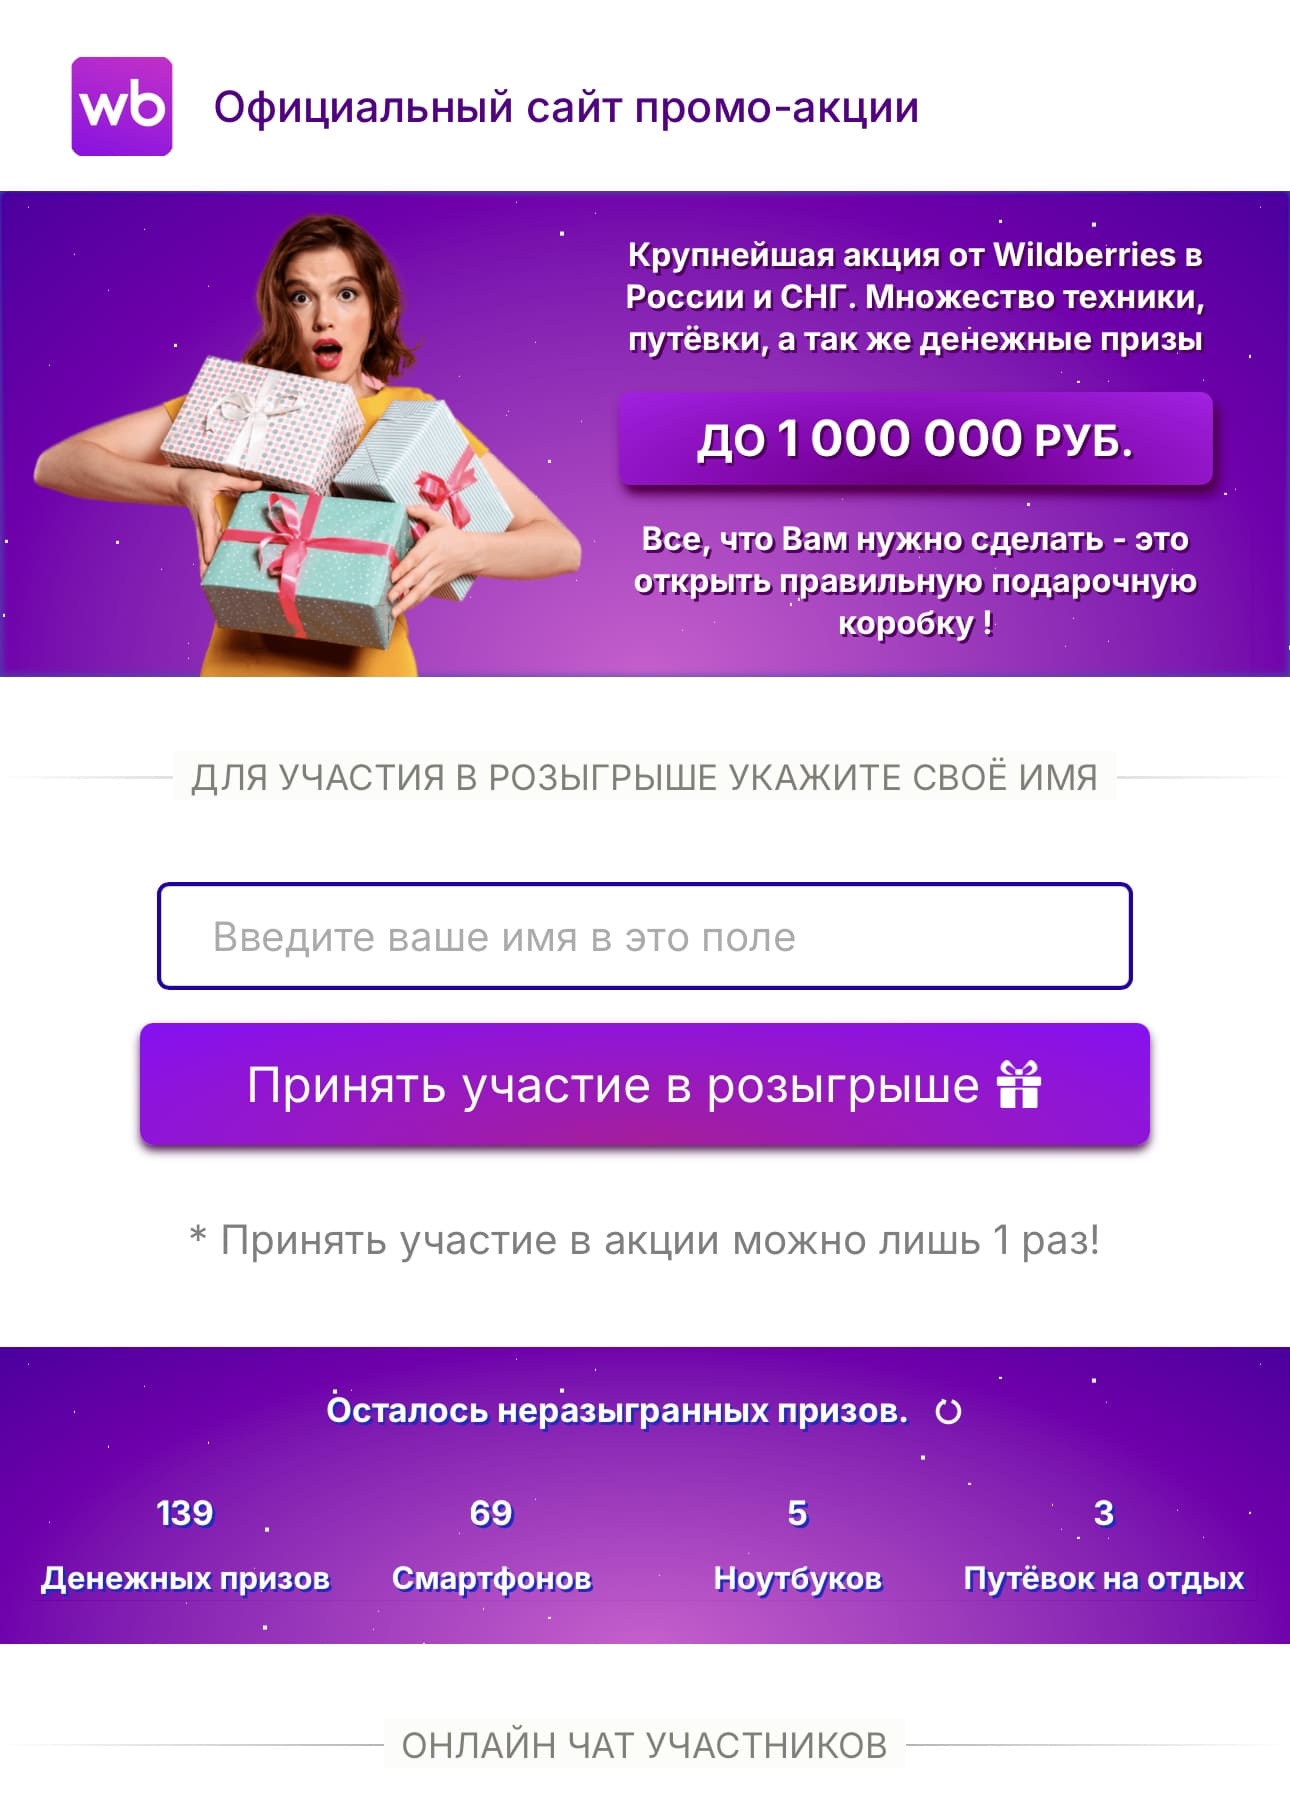 wb
Официальный сайт промо-акции
Крупнейшая акция от Wildberries в
России и СНГ. Множество техники,
путёвки, а так же денежные призы
ДО 1 000 000 РУБ.
Все, что Вам нужно сделать - это
открыть правильную подарочную
коробку !
ДЛЯ УЧАСТИЯ В РОЗЫГРЫШЕ УКАЖИТЕ СВОЁ ИМЯ
Введите ваше имя в это поле
Принять участие в розыгрыше
* Принять участие в акции можно лишь 1 раз!
Осталось неразыгранных призов.
139 69 5 3
Денежных призов Смартфонов Ноутбуков Путёвок на отдых
ОНЛАЙН ЧАТ УЧАСТНИКОВ